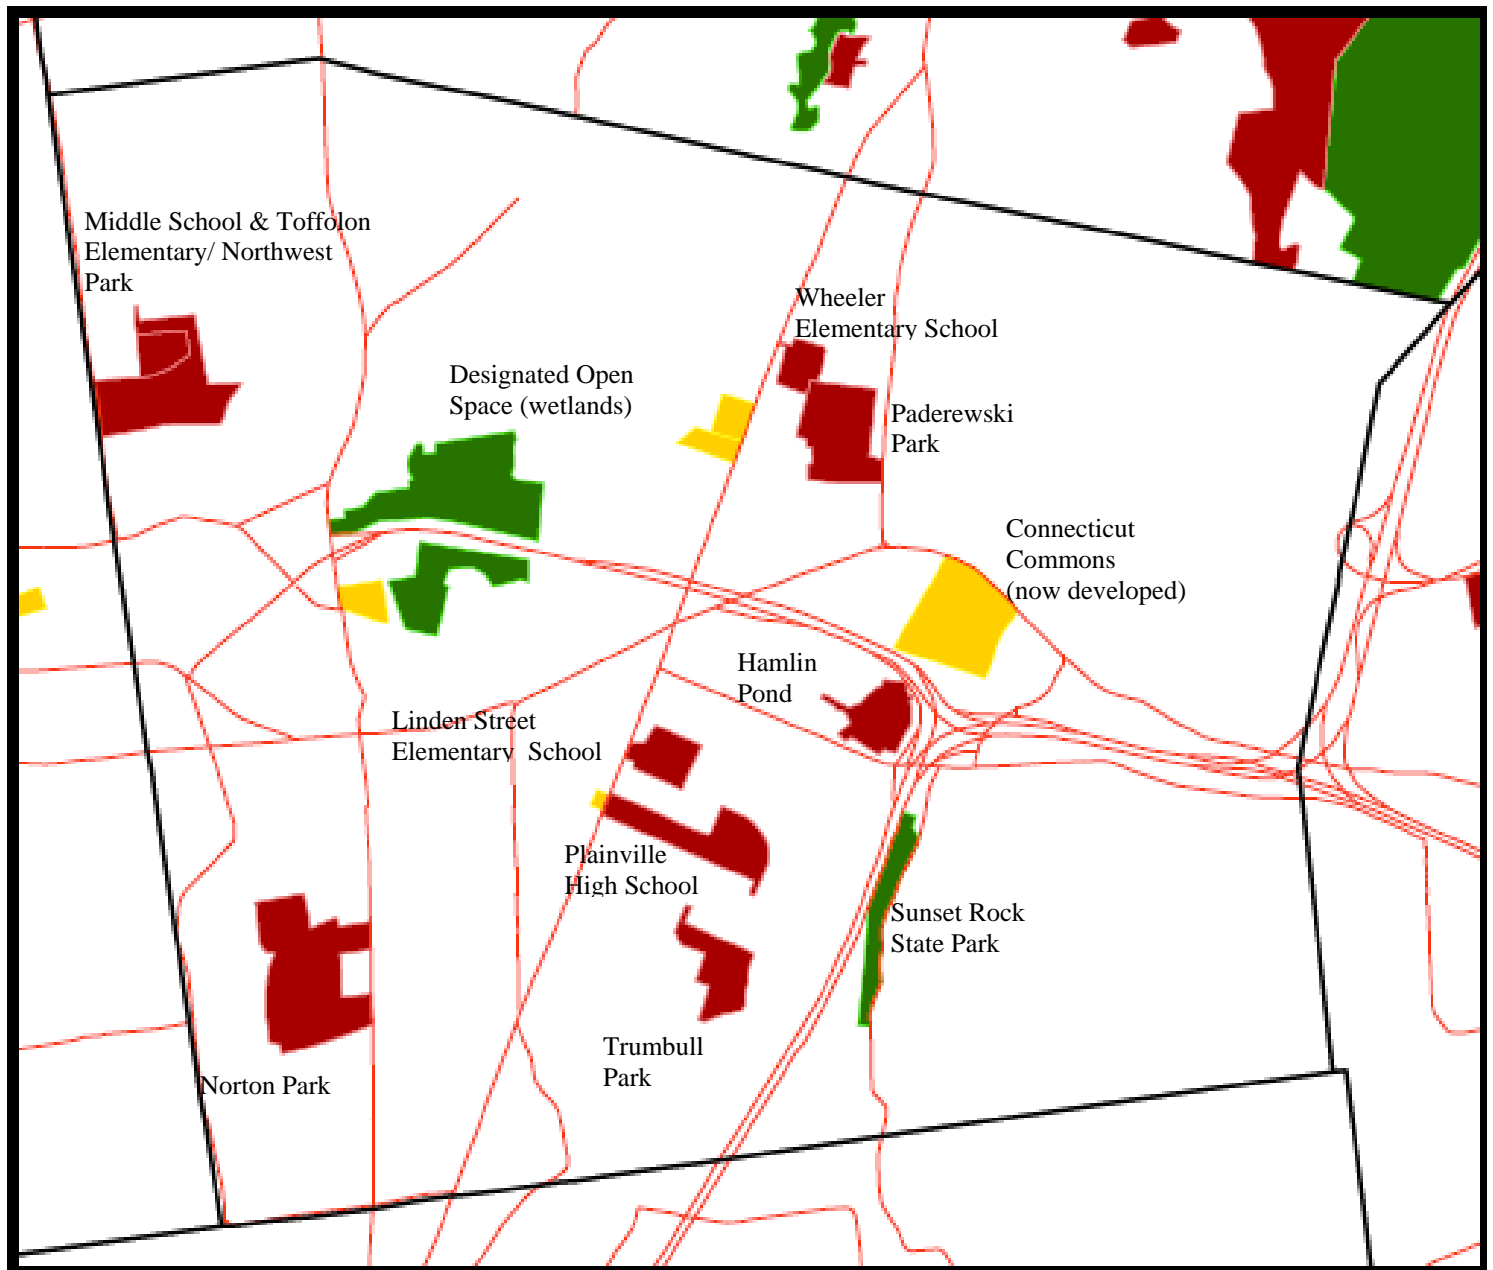 Middle School & Toffolon
Elementary/ Northwest
Park
Wheeler
Elementary School
Designated Open
Space (wetlands)
Paderewski
Park
Connecticut
Commons
(now developed)
Hamlin
Pond
Linden Street
Elementary School
Plainville
High School
Sunset Rock
State Park
Trumbull
Park
Norton Park